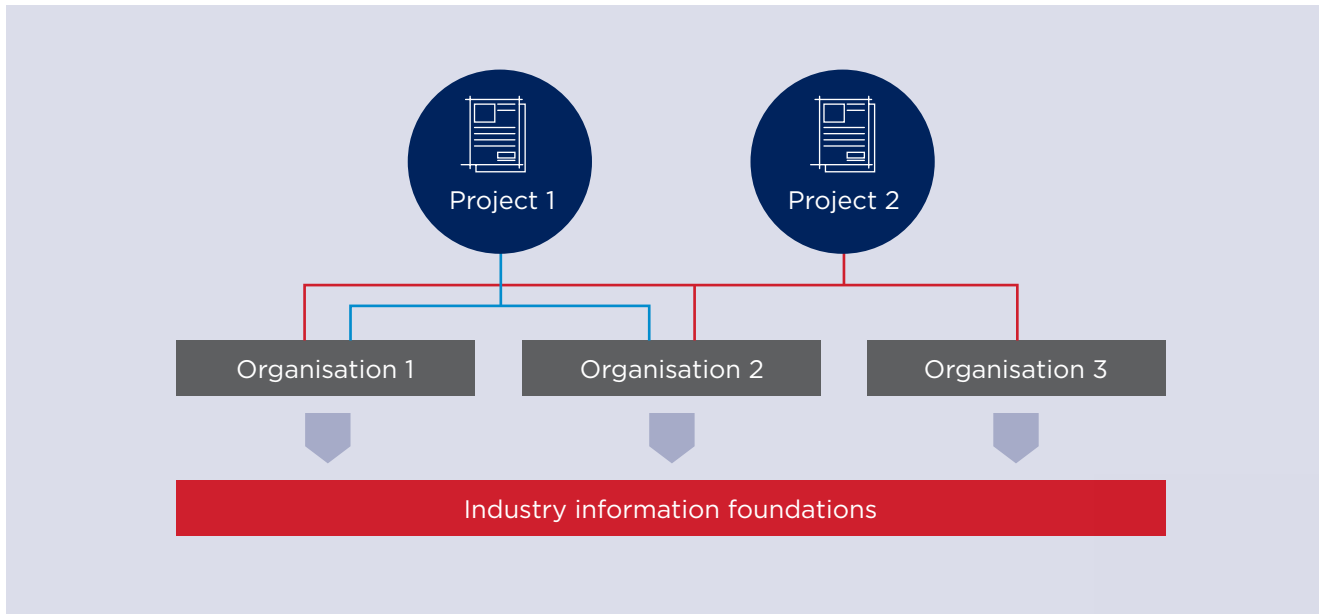 Project 1
Project 2
Organisation 1
Organisation 2
Organisation 3
Industry information foundations